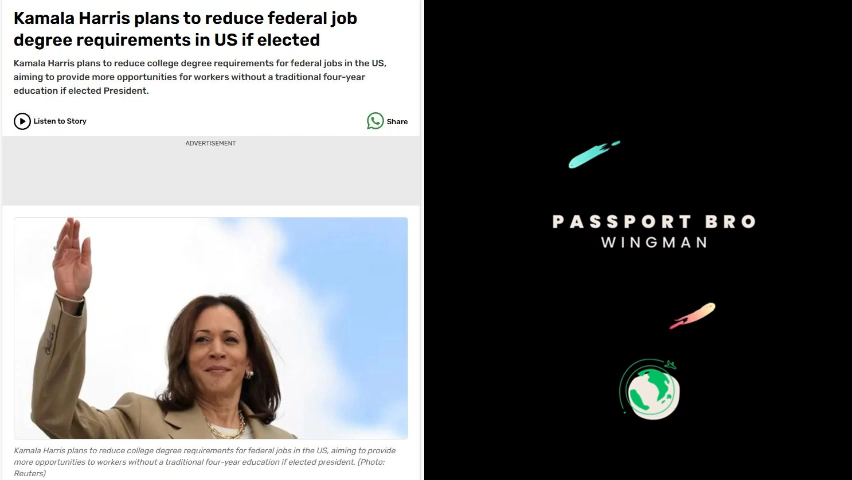 Kamala Harris plans to reduce federal job
degree requirements in US if elected
Kamala Harris plans to reduce college degree requirements for federal jobs in the US,
aiming to provide more opportunities for workers without a traditional four-year
education if elected President.
Listen to Story
Share
ADVERTISEMENT
Kamala Harris plans to reduce college degree requirements for federal jobs in the US, aiming to provide
more opportunities to workers without a traditional four-year education if elected president. (Photo:
Reuters)
PASSPORT BRO
WINGMAN